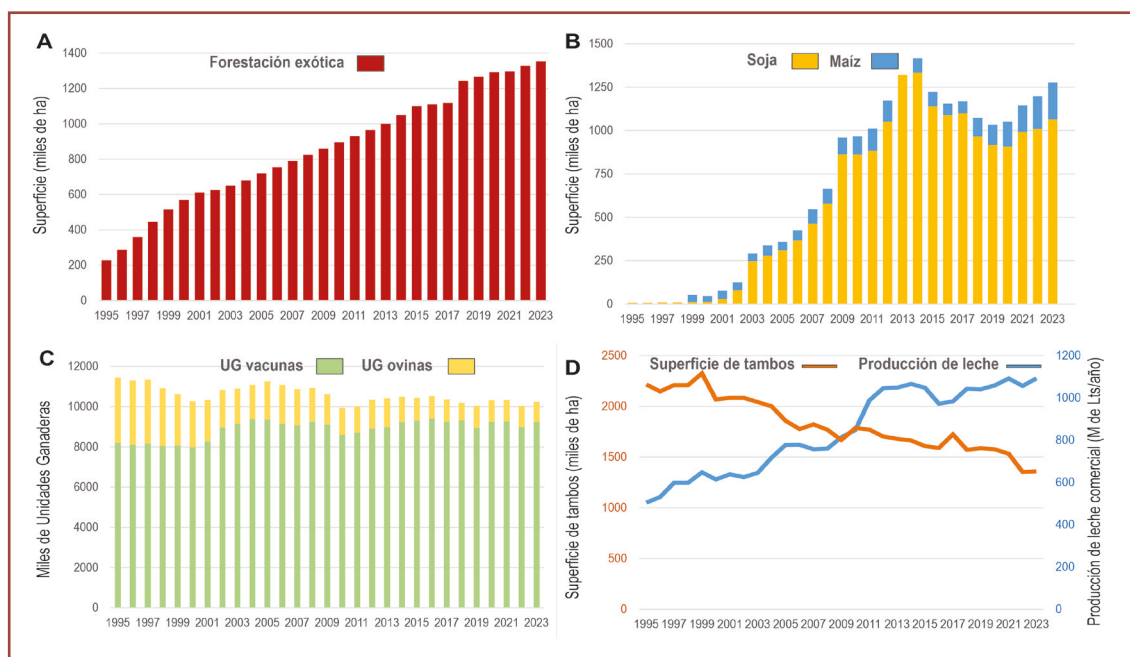 A
Forestación exótica
Superficie (miles de ha)
1400
1200
1000
800
600
400
200
0
1995 1997 1999 2001 2003 2005 2007 2009 2011 2013 2015 2017 2019 2021 2023
B
Soja Maíz
Superficie (miles de ha)
1500
1250
1000
750
500
250
0
1995 1997 1999 2001 2003 2005 2007 2009 2011 2013 2015 2017 2019 2021 2023
C
UG vacunas UG ovinas
Miles de Unidades Ganaderas
12000
10000
8000
6000
4000
2000
0
1995 1997 1999 2001 2003 2005 2007 2009 2011 2013 2015 2017 2019 2021 2023
D
Superficie de tambos Producción de leche
Superficie de tambos (miles de ha)
2500
2000
1500
1000
500
0
Producción de leche comercial (M de Lts/año)
1200
1000
800
600
400
200
0
1995 1997 1999 2001 2003 2005 2007 2009 2011 2013 2015 2017 2019 2021 2023